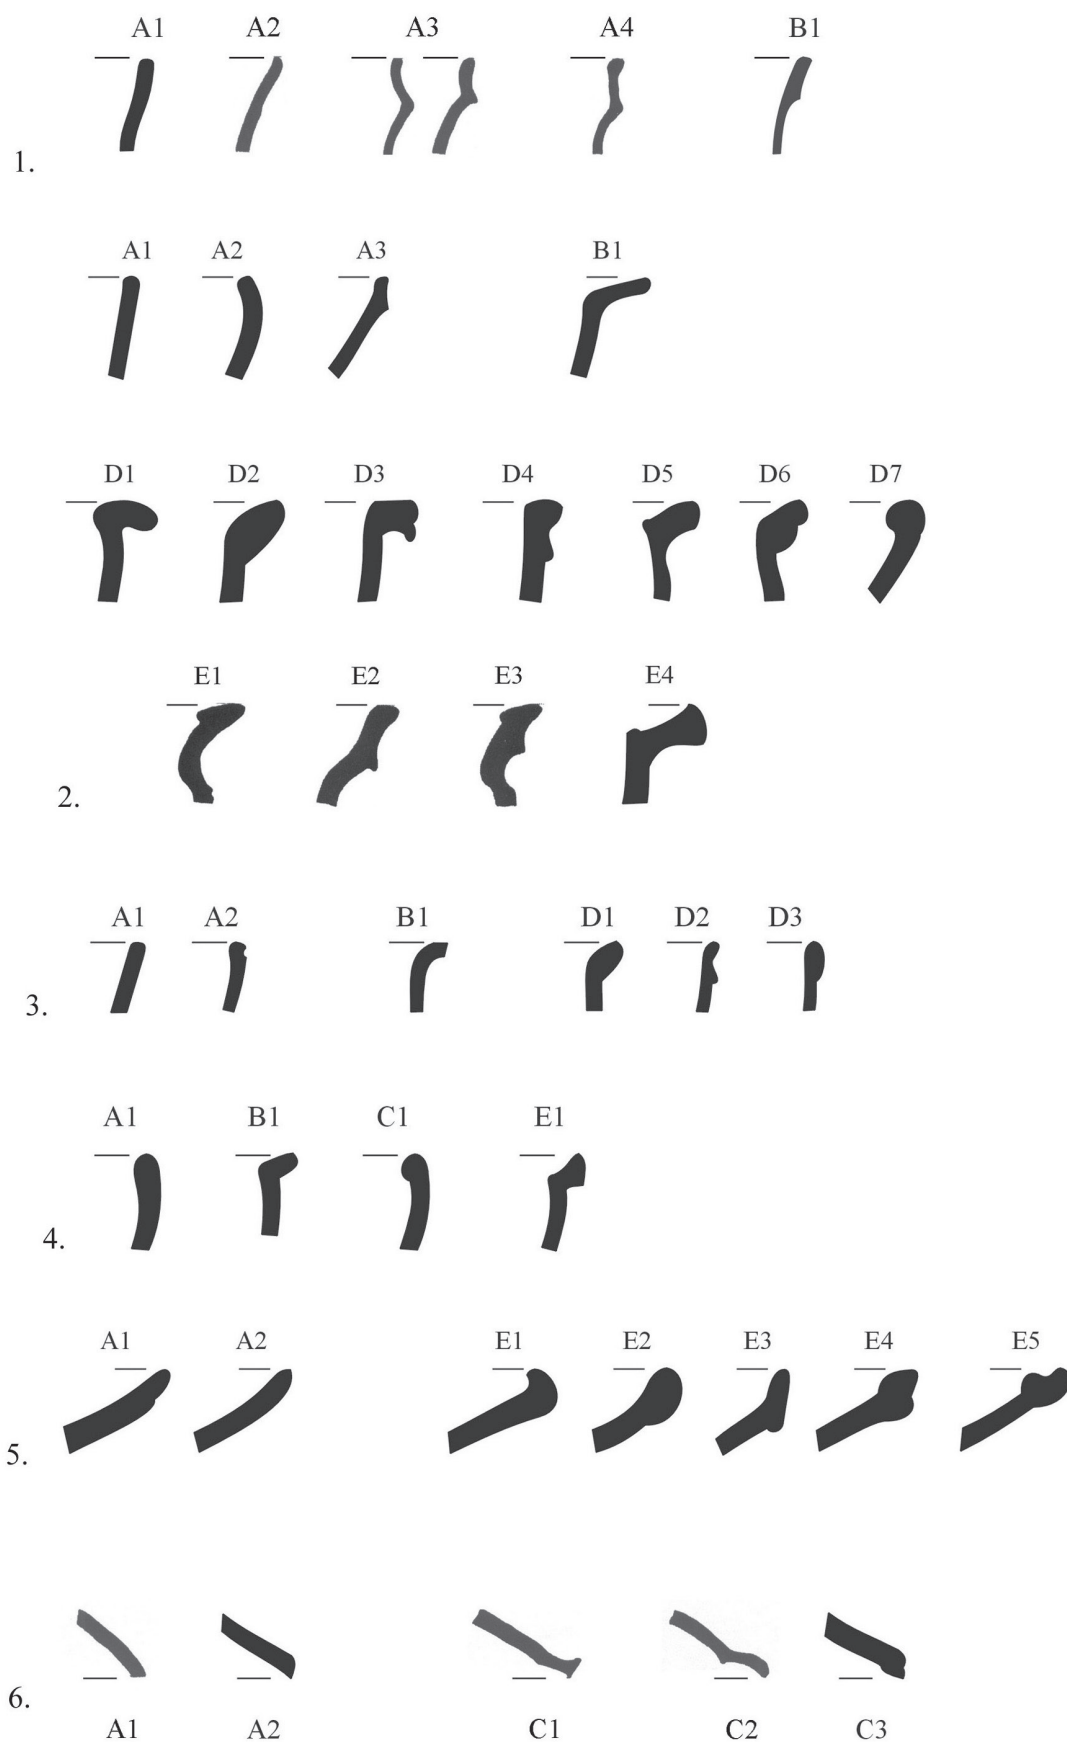 A1 A2 A3 A4 B1
1.
A1 A2 A3 B1
D1 D2 D3 D4 D5 D6 D7
E1 E2 E3 E4
2.
A1 A2 B1 D1 D2 D3
3.
A1 B1 C1 E1
4.
A1 A2 E1 E2 E3 E4 E5
5.
6.
A1 A2 C1 C2 C3